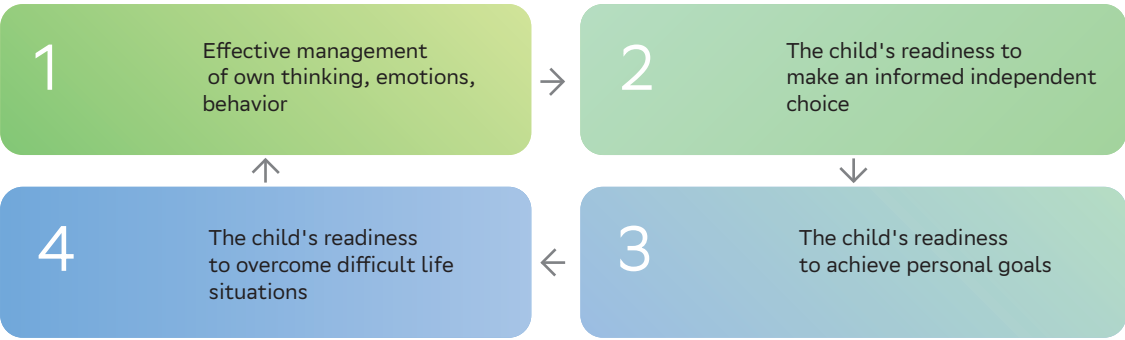 1
Effective management
of own thinking, emotions,
behavior
2
The child's readiness to
make an informed independent
choice
4
The child's readiness
to overcome difficult life
situations
3
The child's readiness
to achieve personal goals